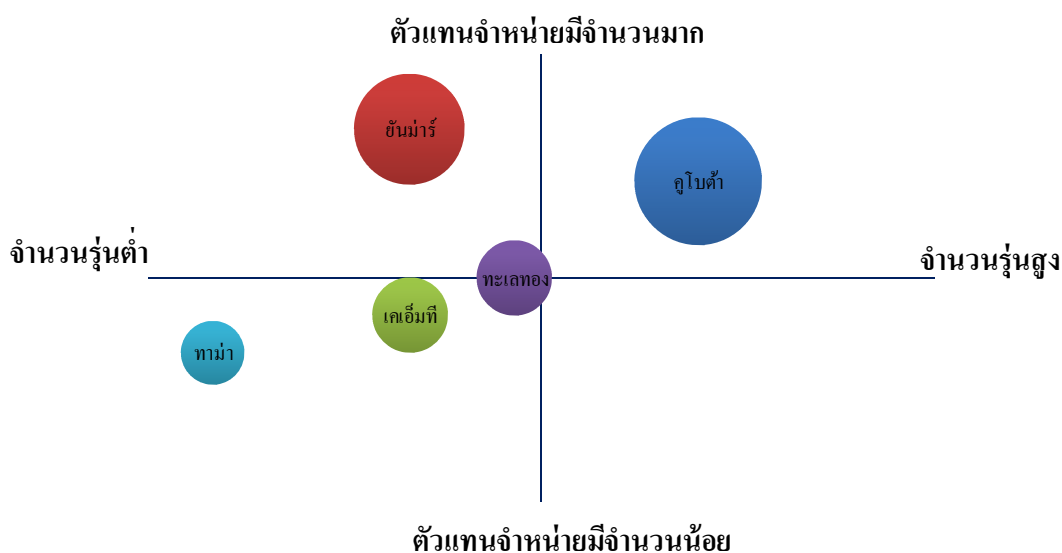 ตัวแทนจำหน่ายมีจำนวนมาก
ยันม่าร์
คูโบต้า
จำนวนรุ่นต่ำ
จำนวนรุ่นสูง
ทะเลทอง
เคเอ็มที
ทาม่า
ตัวแทนจำหน่ายมีจำนวนน้อย